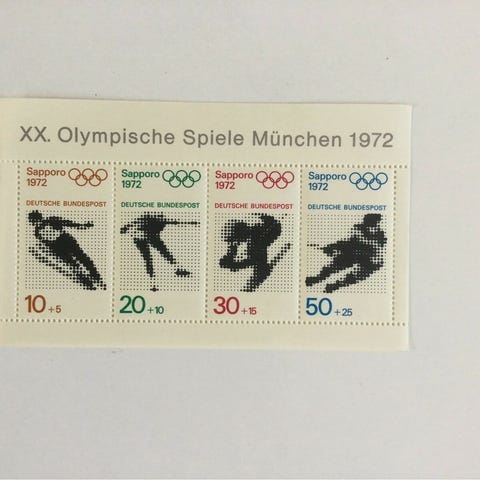 XX. Olympische Spiele München 1972
Sapporo
1972
DEUTSCHE BUNDESPOST
10 +5
Sapporo
1972
DEUTSCHE BUNDESPOST
20 +10
Sapporo
1972
DEUTSCHE BUNDESPOST
30 +15
Sapporo
1972
DEUTSCHE BUNDESPOST
50 +25